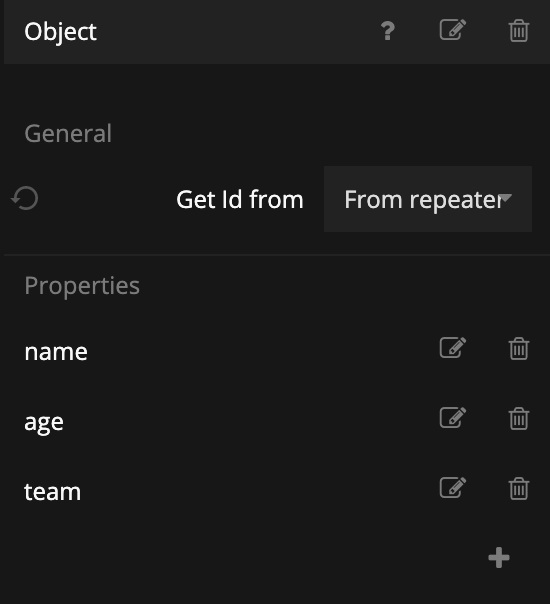 Object
?
General
Get Id from From repeater
Properties
name
age
team